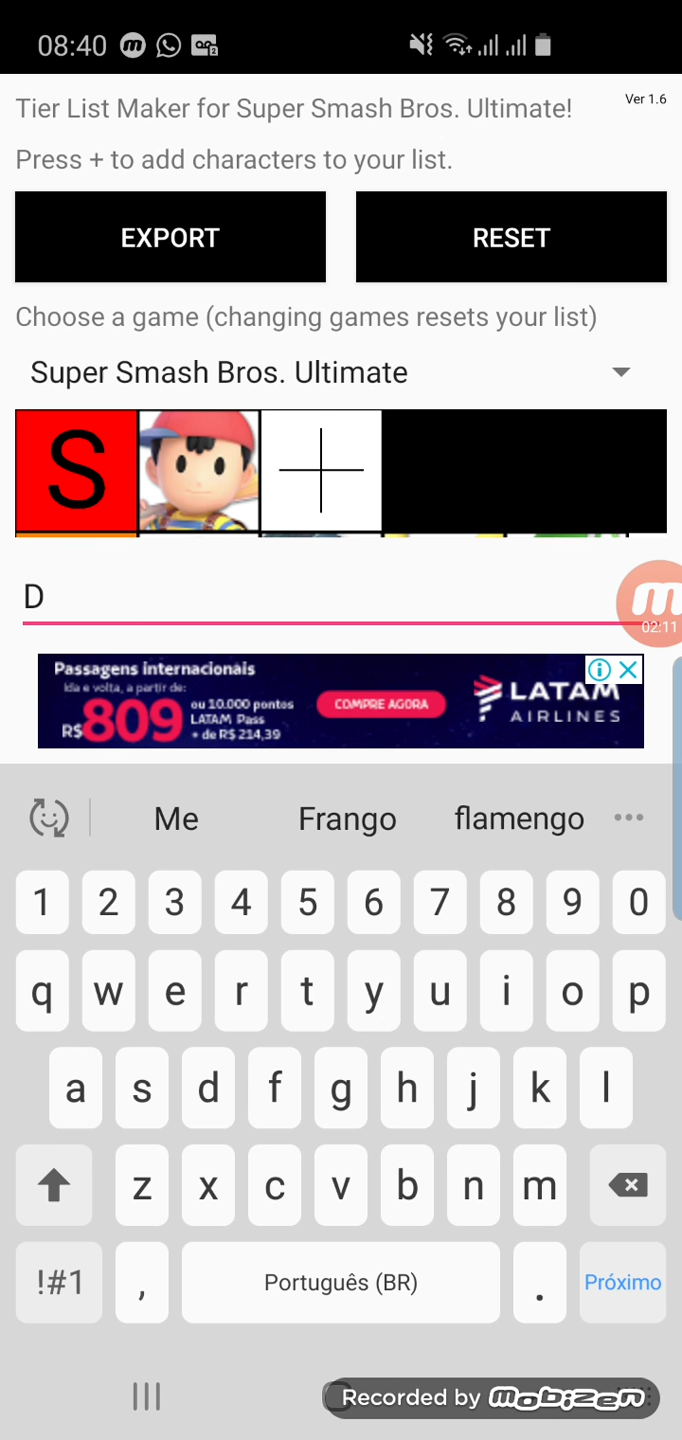 08:40
Tier List Maker for Super Smash Bros. Ultimate!
Ver 1.6
Press + to add characters to your list.
EXPORT
RESET
Choose a game (changing games resets your list)
Super Smash Bros. Ultimate
S
D
02:11
Passagens internacionais
Ida e volta, a partir de:
R$809
ou 10.000 pontos
LATAM Pass
+ de R$ 214,39
COMPRE AGORA
LATAM
AIRLINES
Me Frango flamengo
1 2 3 4 5 6 7 8 9 0
q w e r t y u i o p
a s d f g h j k l
z x c v b n m
!#1 , Português (BR) . Próximo
Recorded by mobizen